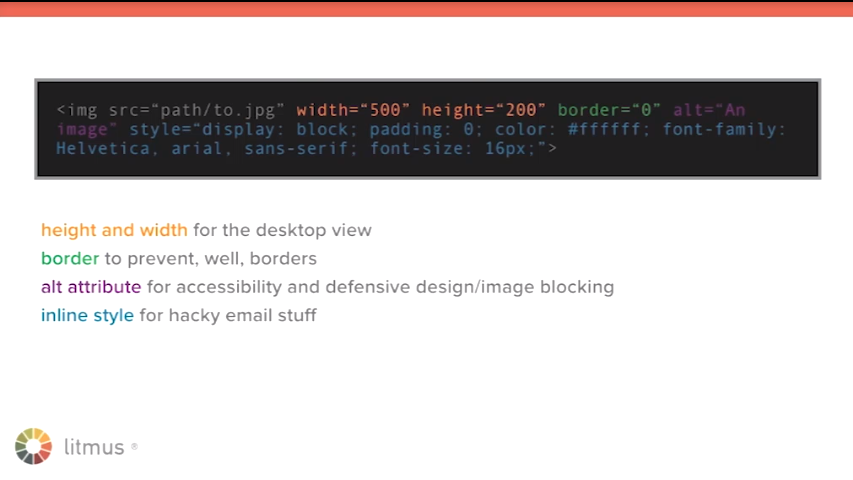 <img src=“path/to.jpg” width=“500” height=“200” border=“0” alt=“An
image” style=“display: block; padding: 0; color: #ffffff; font-family:
Helvetica, arial, sans-serif; font-size: 16px;”>
height and width for the desktop view
border to prevent, well, borders
alt attribute for accessibility and defensive design/image blocking
inline style for hacky email stuff
litmus ®